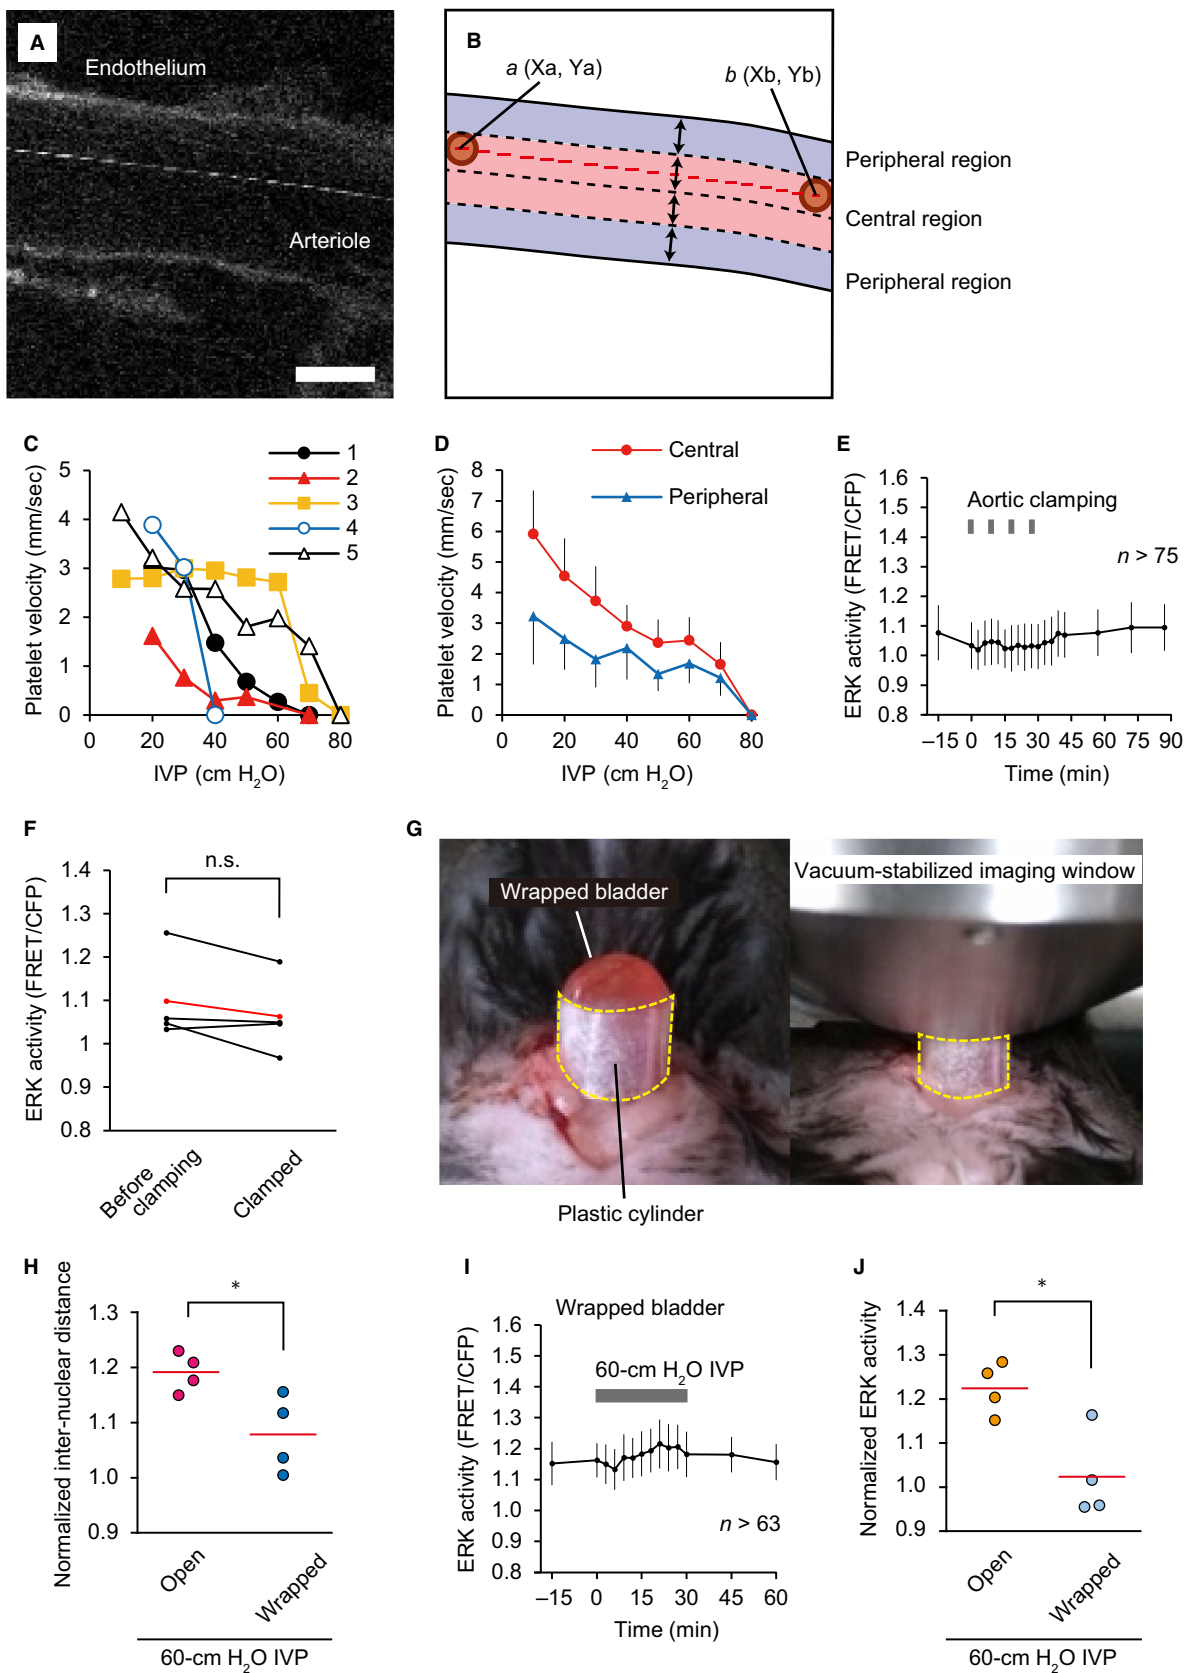 A
Endothelium
Arteriole
B
a (Xa, Ya)
b (Xb, Yb)
Peripheral region
Central region
Peripheral region
C
Platelet velocity (mm/sec)
5
4
3
2
1
0
0 20 40 60 80
IVP (cm H2O)
1
2
3
4
5
D
Platelet velocity (mm/sec)
8
7
6
5
4
3
2
1
0
0 20 40 60 80
IVP (cm H2O)
Central
Peripheral
E
ERK activity (FRET/CFP)
1.6
1.5
1.4
1.3
1.2
1.1
1.0
0.9
0.8
Aortic clamping
n > 75
–15 0 15 30 45 60 75 90
Time (min)
F
ERK activity (FRET/CFP)
1.4
1.3
1.2
1.1
1
0.9
0.8
n.s.
Before
clamping
Clamped
G
Wrapped bladder
Vacuum-stabilized imaging window
Plastic cylinder
H
Normalized inter-nuclear distance
1.3
1.2
1.1
1.0
0.9
*
Open
Wrapped
60-cm H2O IVP
I
Wrapped bladder
ERK activity (FRET/CFP)
1.6
1.5
1.4
1.3
1.2
1.1
1.0
0.9
0.8
60-cm H2O IVP
n > 63
–15 0 15 30 45 60
Time (min)
J
Normalized ERK activity
1.4
1.3
1.2
1.1
1.0
0.9
*
Open
Wrapped
60-cm H2O IVP